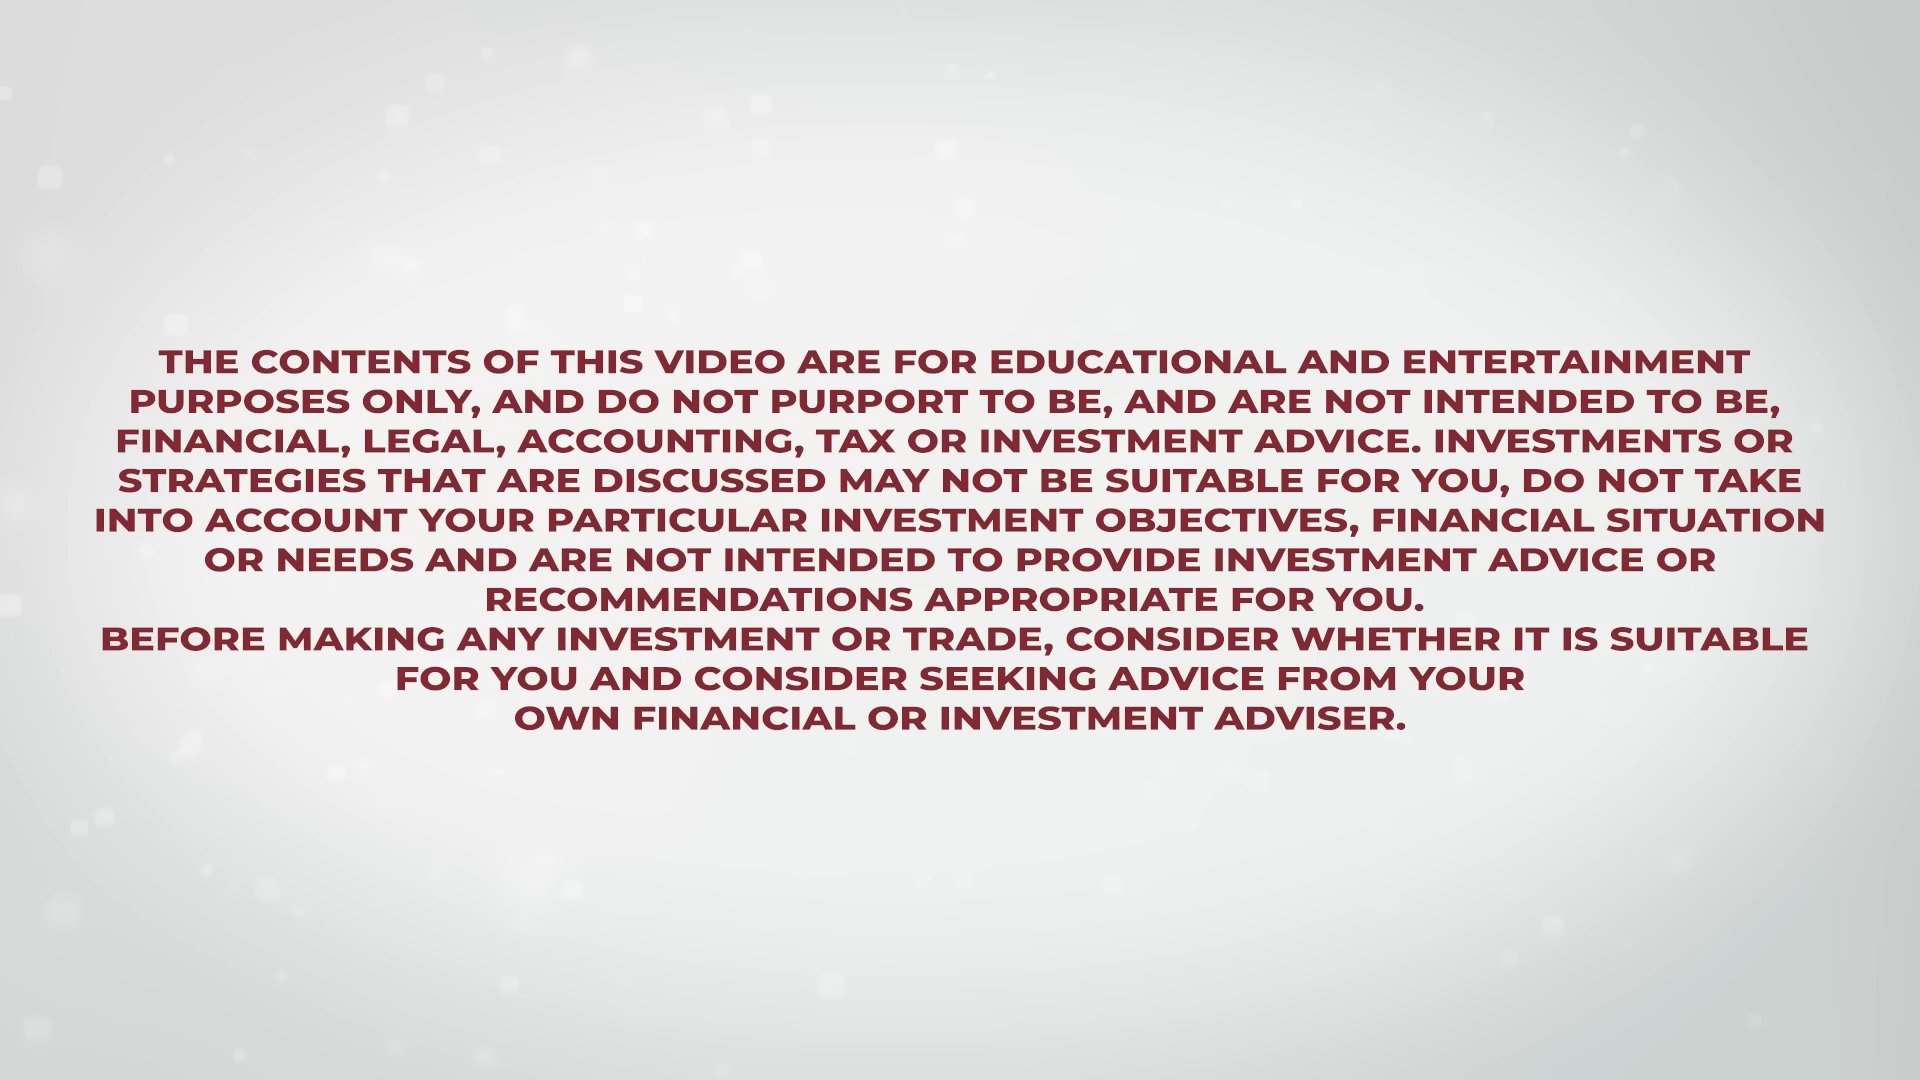 THE CONTENTS OF THIS VIDEO ARE FOR EDUCATIONAL AND ENTERTAINMENT
PURPOSES ONLY, AND DO NOT PURPORT TO BE, AND ARE NOT INTENDED TO BE,
FINANCIAL, LEGAL, ACCOUNTING, TAX OR INVESTMENT ADVICE. INVESTMENTS OR
STRATEGIES THAT ARE DISCUSSED MAY NOT BE SUITABLE FOR YOU, DO NOT TAKE
INTO ACCOUNT YOUR PARTICULAR INVESTMENT OBJECTIVES, FINANCIAL SITUATION
OR NEEDS AND ARE NOT INTENDED TO PROVIDE INVESTMENT ADVICE OR
RECOMMENDATIONS APPROPRIATE FOR YOU.
BEFORE MAKING ANY INVESTMENT OR TRADE, CONSIDER WHETHER IT IS SUITABLE
FOR YOU AND CONSIDER SEEKING ADVICE FROM YOUR
OWN FINANCIAL OR INVESTMENT ADVISER.